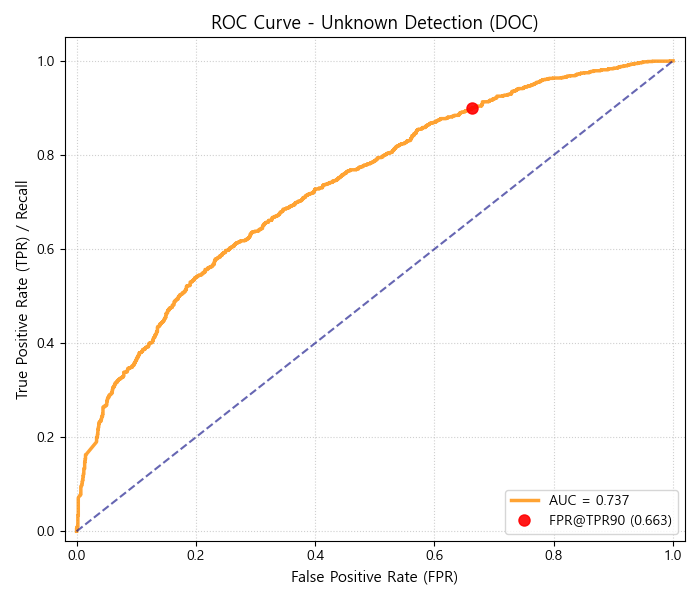 ROC Curve - Unknown Detection (DOC)
True Positive Rate (TPR) / Recall
1.0
0.8
0.6
0.4
0.2
0.0
0.0 0.2 0.4 0.6 0.8 1.0
False Positive Rate (FPR)
AUC = 0.737
FPR@TPR90 (0.663)